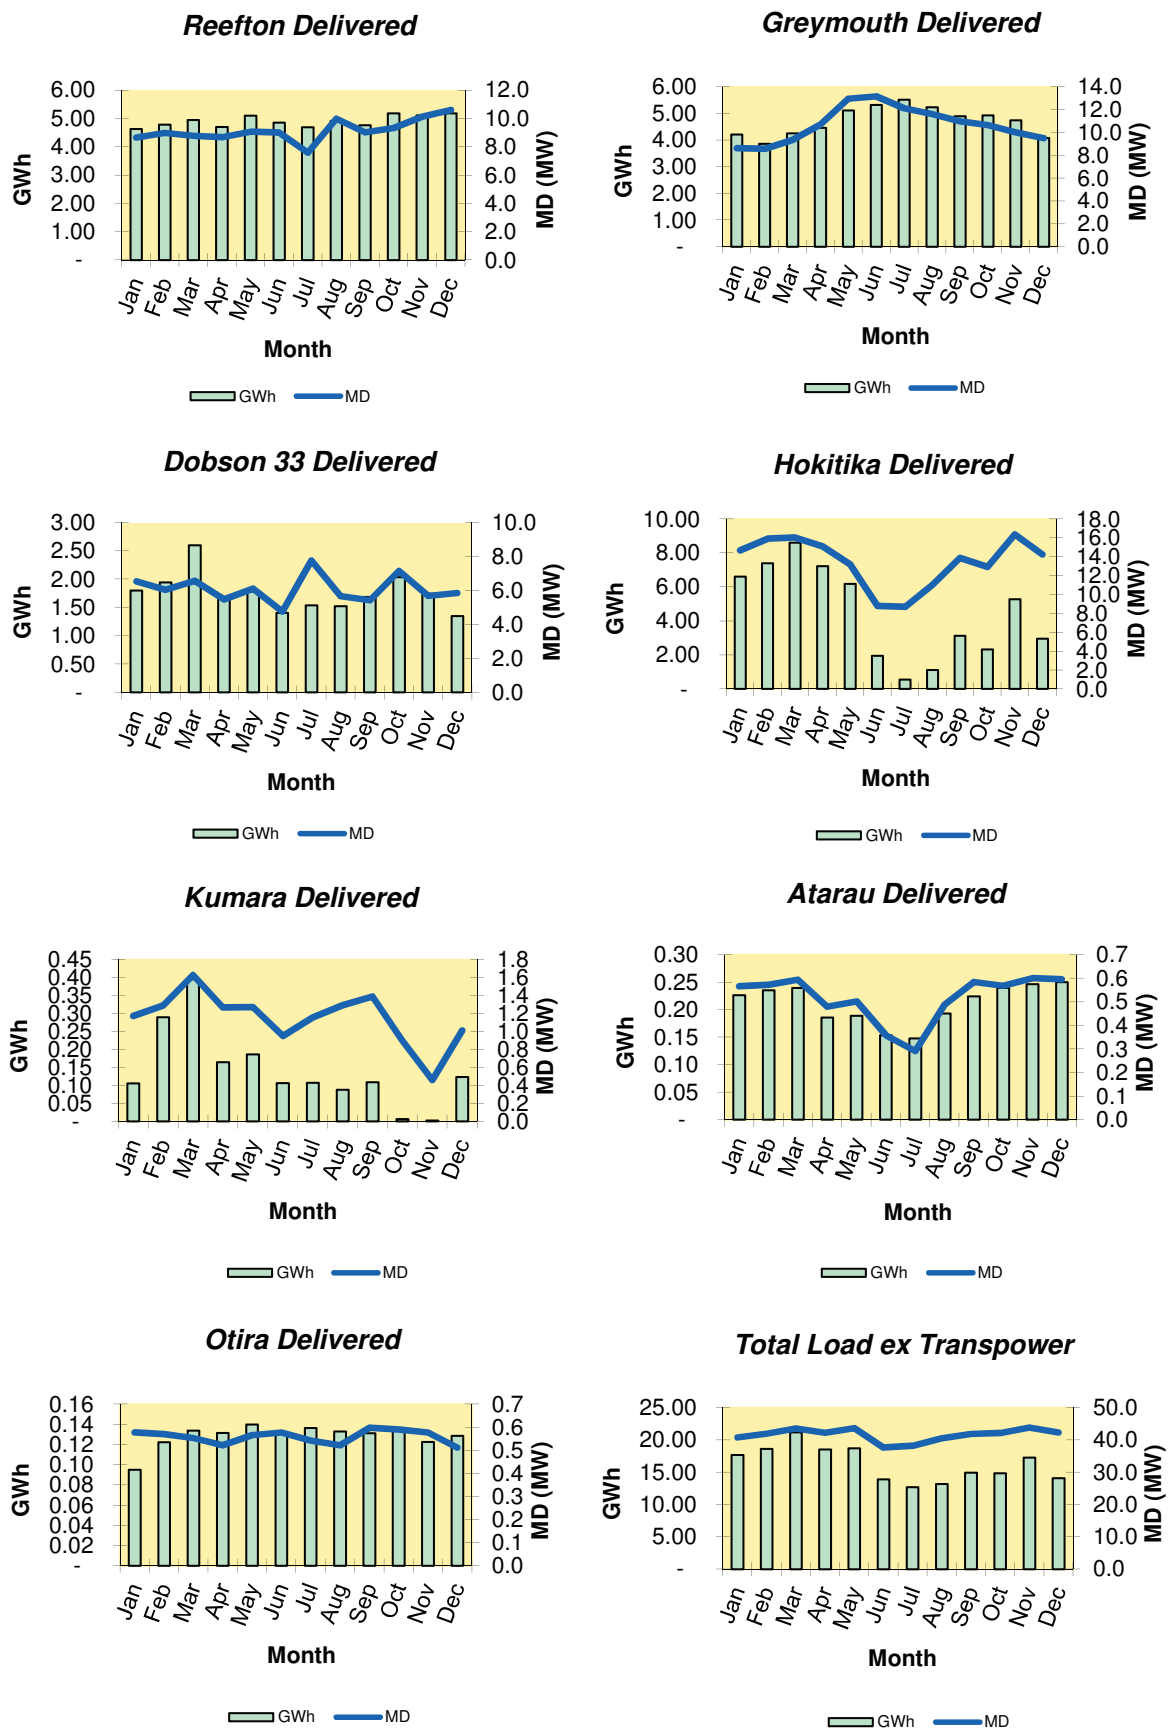 Reefton Delivered
GWh
6.00
5.00
4.00
3.00
2.00
1.00
-
12.0
10.0
8.0
6.0
4.0
2.0
0.0
MD (MW)
Jan Feb Mar Apr May Jun Jul Aug Sep Oct Nov Dec
Month
GWh MD
Greymouth Delivered
GWh
6.00
5.00
4.00
3.00
2.00
1.00
-
14.0
12.0
10.0
8.0
6.0
4.0
2.0
0.0
MD (MW)
Jan Feb Mar Apr May Jun Jul Aug Sep Oct Nov Dec
Month
GWh MD
Dobson 33 Delivered
GWh
3.00
2.50
2.00
1.50
1.00
0.50
-
10.0
8.0
6.0
4.0
2.0
0.0
MD (MW)
Jan Feb Mar Apr May Jun Jul Aug Sep Oct Nov Dec
Month
GWh MD
Hokitika Delivered
GWh
10.00
8.00
6.00
4.00
2.00
-
18.0
16.0
14.0
12.0
10.0
8.0
6.0
4.0
2.0
0.0
MD (MW)
Jan Feb Mar Apr May Jun Jul Aug Sep Oct Nov Dec
Month
GWh MD
Kumara Delivered
GWh
0.45
0.40
0.35
0.30
0.25
0.20
0.15
0.10
0.05
-
1.8
1.6
1.4
1.2
1.0
0.8
0.6
0.4
0.2
0.0
MD (MW)
Jan Feb Mar Apr May Jun Jul Aug Sep Oct Nov Dec
Month
GWh MD
Atarau Delivered
GWh
0.30
0.25
0.20
0.15
0.10
0.05
-
0.7
0.6
0.5
0.4
0.3
0.2
0.1
0.0
MD (MW)
Jan Feb Mar Apr May Jun Jul Aug Sep Oct Nov Dec
Month
GWh MD
Otira Delivered
GWh
0.16
0.14
0.12
0.10
0.08
0.06
0.04
0.02
-
0.7
0.6
0.5
0.4
0.3
0.2
0.1
0.0
MD (MW)
Jan Feb Mar Apr May Jun Jul Aug Sep Oct Nov Dec
Month
GWh MD
Total Load ex Transpower
GWh
25.00
20.00
15.00
10.00
5.00
-
50.0
40.0
30.0
20.0
10.0
0.0
MD (MW)
Jan Feb Mar Apr May Jun Jul Aug Sep Oct Nov Dec
Month
GWh MD